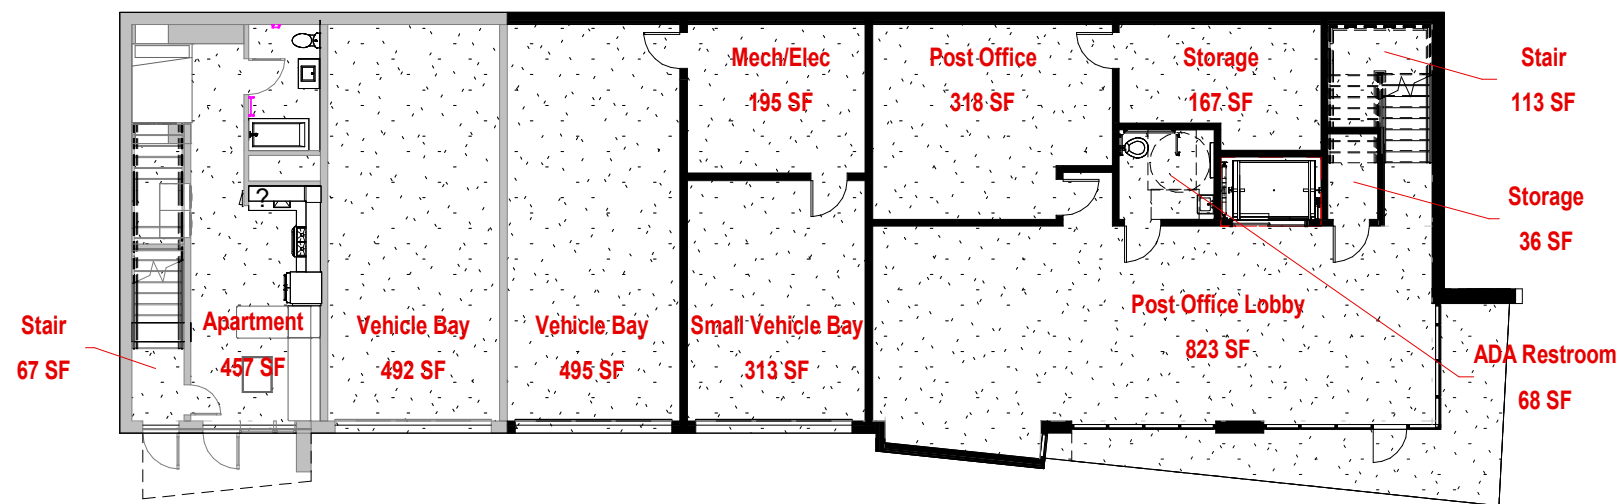 Mech/Elec
195 SF
Post Office
318 SF
Storage
167 SF
Stair
113 SF
?
Storage
36 SF
Stair
67 SF
Apartment
457 SF
Vehicle Bay
492 SF
Vehicle Bay
495 SF
Small Vehicle Bay
313 SF
Post Office Lobby
823 SF
ADA Restroom
68 SF